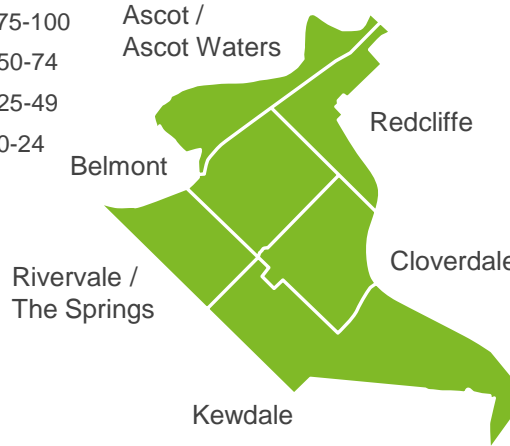 75-100
50-74
25-49
0-24
Ascot /
Ascot Waters
Redcliffe
Belmont
Cloverdale
Rivervale /
The Springs
Kewdale